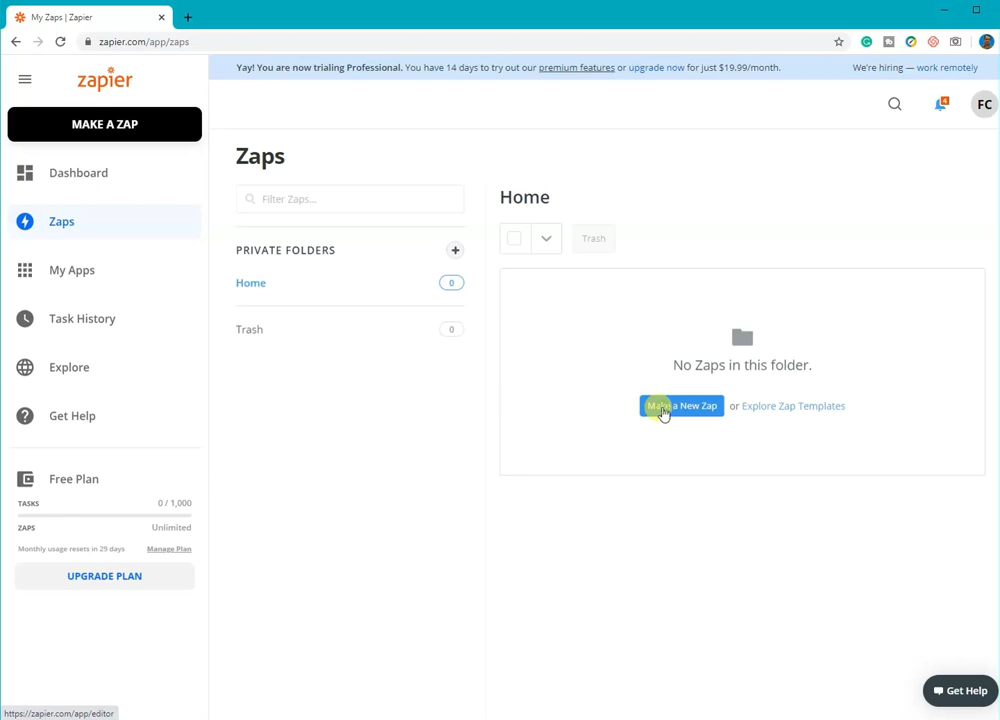 My Zaps | Zapier
zapier.com/app/zaps
zapier
Yay! You are now trialing Professional. You have 14 days to try out our premium features or upgrade now for just $19.99/month.
We're hiring — work remotely
MAKE A ZAP
4
FC
Dashboard
Zaps
My Apps
Task History
Explore
Get Help
Free Plan
TASKS 0 / 1,000
ZAPS Unlimited
Monthly usage resets in 29 days Manage Plan
UPGRADE PLAN
Zaps
Filter Zaps...
PRIVATE FOLDERS
Home 0
Trash 0
Home
Trash
No Zaps in this folder.
Make a New Zap or Explore Zap Templates
Get Help
https://zapier.com/app/editor